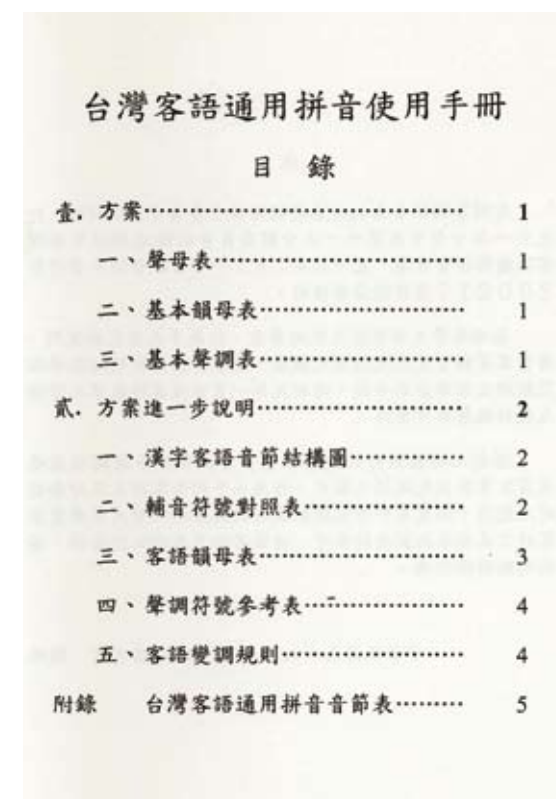 台灣客語通用拼音使用手冊
目 錄
壹. 方案…………………………………… 1
一、聲母表………………………… 1
二、基本韻母表………………………… 1
三、基本聲調表………………………… 1
貳. 方案進一步說明……………………… 2
一、漢字客語音節結構圖…………… 2
二、輔音符號對照表………………… 2
三、客語韻母表……………………… 3
四、聲調符號參考表………………… 4
五、客語變調規則…………………… 4
附錄 台灣客語通用拼音音節表……… 5